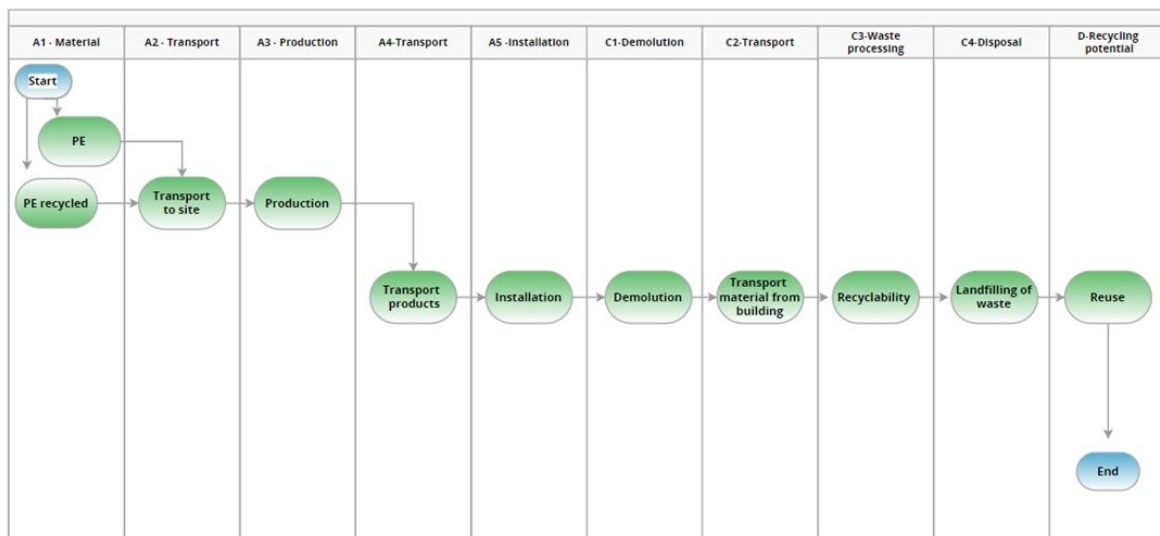 A1 - Material
A2 - Transport
A3 - Production
A4-Transport
A5 -Installation
C1-Demolution
C2-Transport
C3-Waste
processing
C4-Disposal
D-Recycling
potential
Start
PE
PE recycled
Transport
to site
Production
Transport
products
Installation
Demolution
Transport
material from
building
Recyclability
Landfilling of
waste
Reuse
End